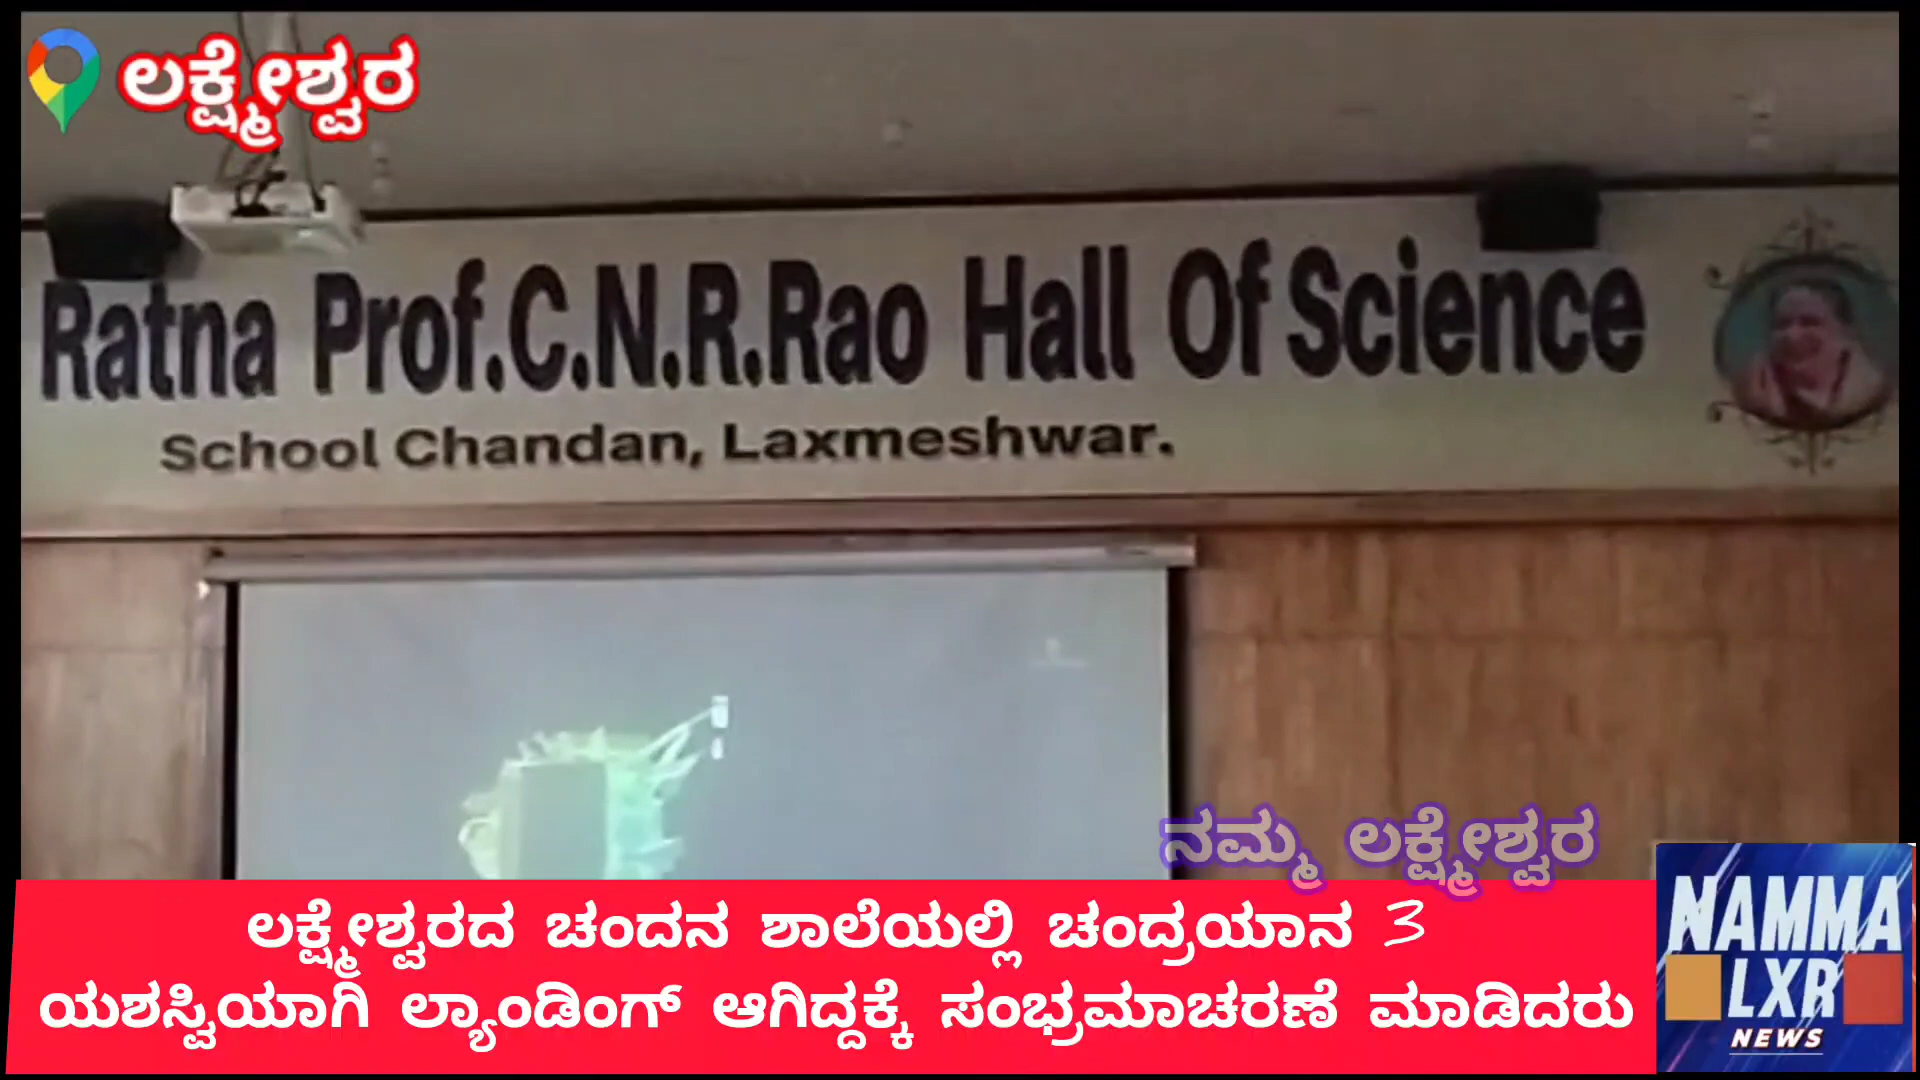 ಲಕ್ಷ್ಮೇಶ್ವರ
Ratna Prof.C.N.R.Rao Hall Of Science
School Chandan, Laxmeshwar.
ನಮ್ಮ ಲಕ್ಷ್ಮೇಶ್ವರ
ಲಕ್ಷ್ಮೇಶ್ವರದ ಚಂದನ ಶಾಲೆಯಲ್ಲಿ ಚಂದ್ರಯಾನ 3
ಯಶಸ್ವಿಯಾಗಿ ಲ್ಯಾಂಡಿಂಗ್ ಆಗಿದ್ದಕ್ಕೆ ಸಂಭ್ರಮಾಚರಣೆ ಮಾಡಿದರು
NAMMA
LXR
NEWS